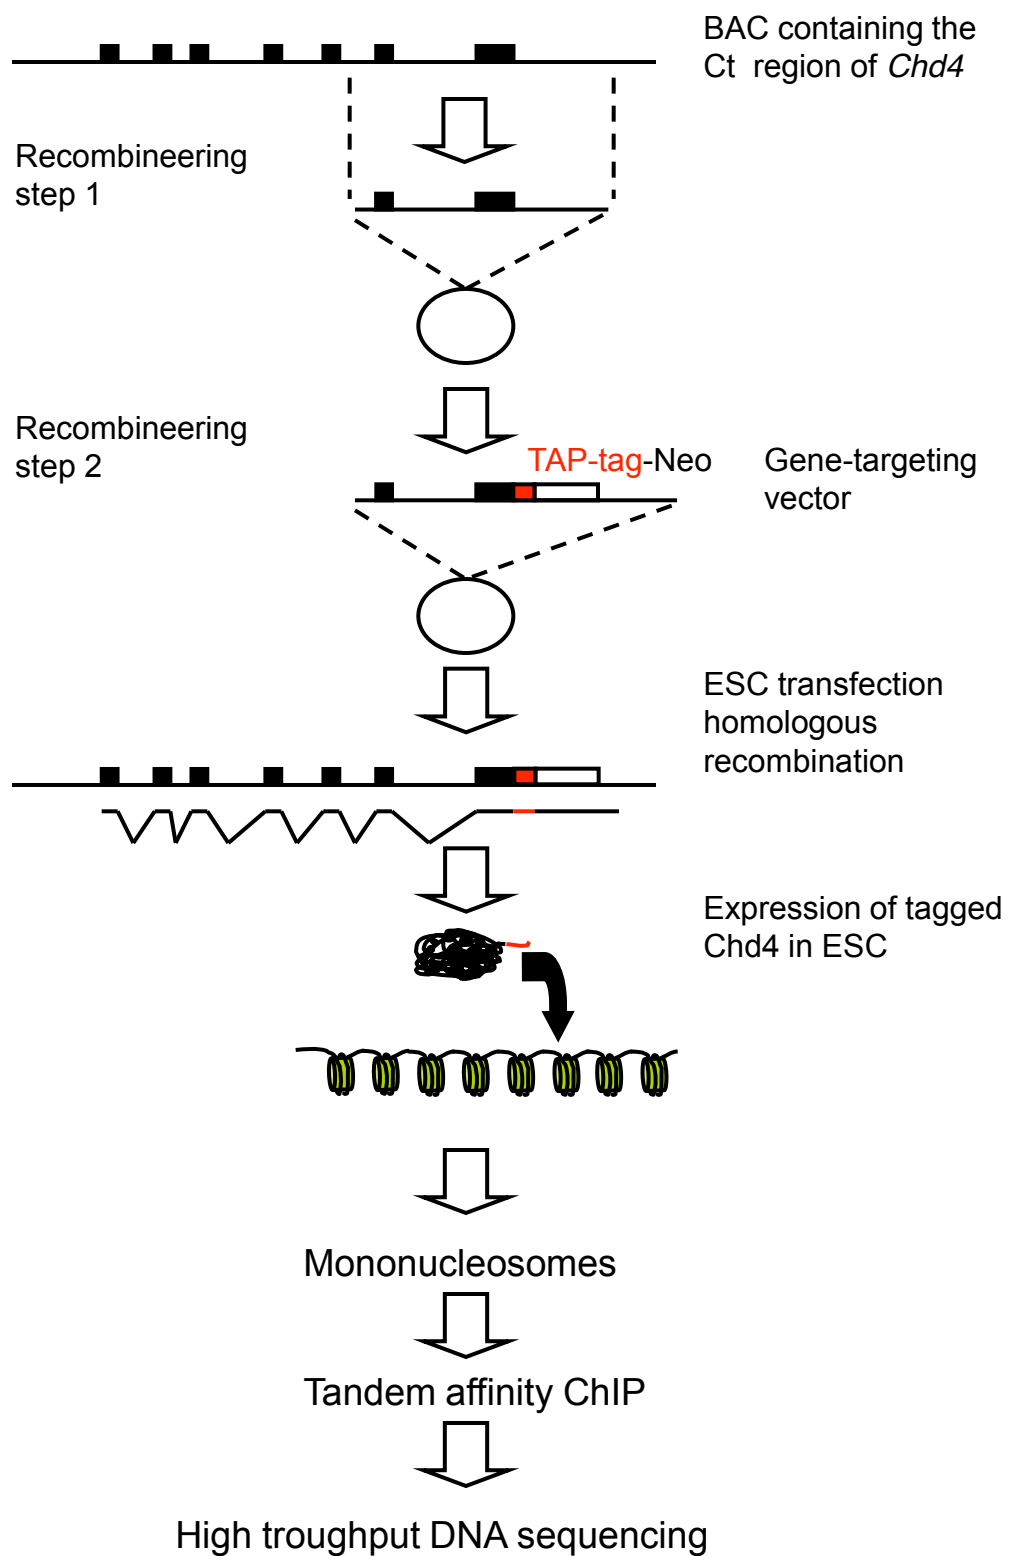 BAC containing the
Ct region of Chd4
Recombineering
step 1
Recombineering
step 2
TAP-tag-Neo
Gene-targeting
vector
ESC transfection
homologous
recombination
Expression of tagged
Chd4 in ESC
Mononucleosomes
Tandem affinity ChIP
High troughput DNA sequencing